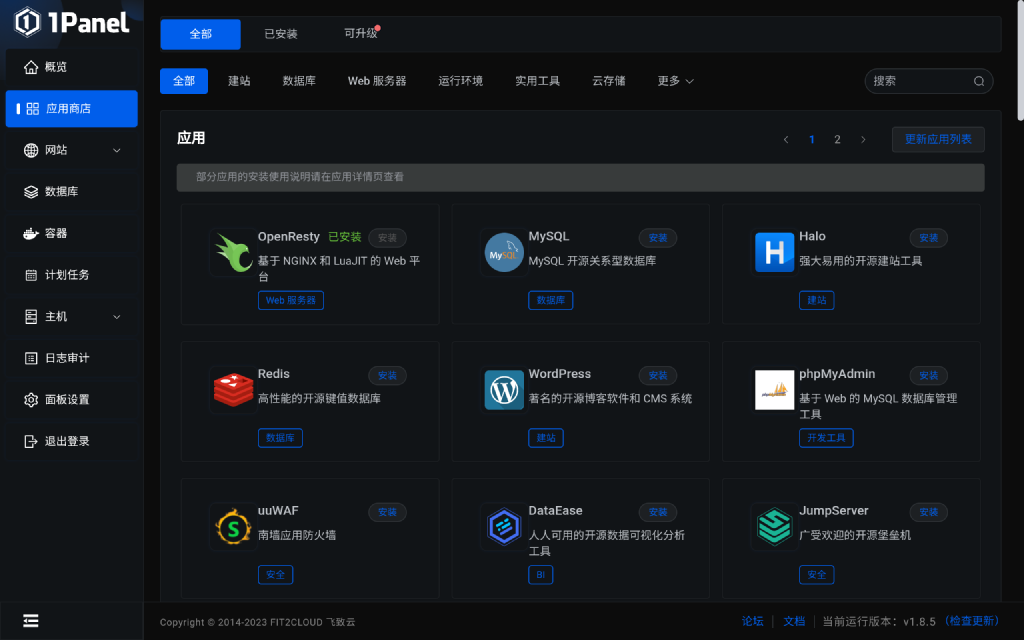 1Panel
概览
应用商店
网站
数据库
容器
计划任务
主机
日志审计
面板设置
退出登录
全部 已安装 可升级
全部 建站 数据库 Web 服务器 运行环境 实用工具 云存储 更多 搜索
应用 1 2 更新应用列表
部分应用的安装使用说明请在应用详情页查看
OpenResty 已安装 安装
基于 NGINX 和 LuaJIT 的 Web 平
台
Web 服务器
MySQL
MySQL 安装
MySQL 开源关系型数据库
数据库
H
Halo 安装
强大易用的开源建站工具
建站
Redis 安装
高性能的开源键值数据库
数据库
WordPress 安装
著名的开源博客软件和 CMS 系统
建站
phpMyAdmin
phpMyAdmin 安装
基于 Web 的 MySQL 数据库管理
工具
开发工具
S
uuWAF 安装
南墙应用防火墙
安全
DataEase 安装
人人可用的开源数据可视化分析
工具
BI
JumpServer 安装
广受欢迎的开源堡垒机
安全
Copyright © 2014-2023 FIT2CLOUD 飞致云
论坛 | 文档 | 当前运行版本：v1.8.5 （检查更新）